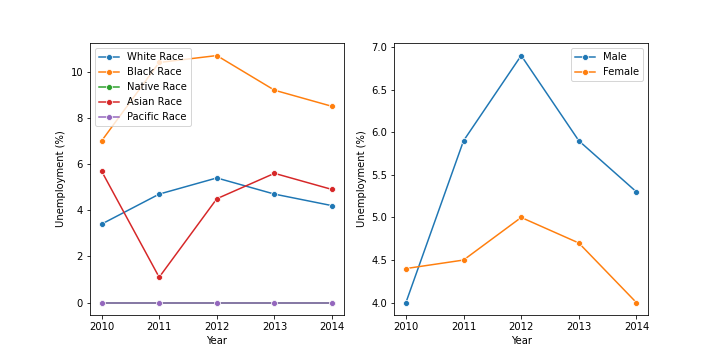 White Race
Black Race
Native Race
Asian Race
Pacific Race
Unemployment (%)
10
8
6
4
2
0
2010 2011 2012 2013 2014
Year
Male
Female
Unemployment (%)
7.0
6.5
6.0
5.5
5.0
4.5
4.0
2010 2011 2012 2013 2014
Year